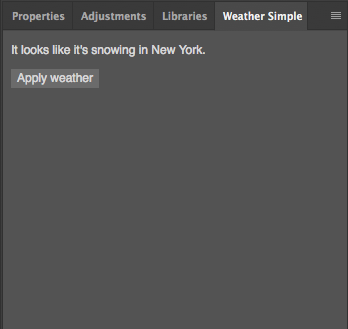 Properties Adjustments Libraries Weather Simple
It looks like it's snowing in New York.
Apply weather